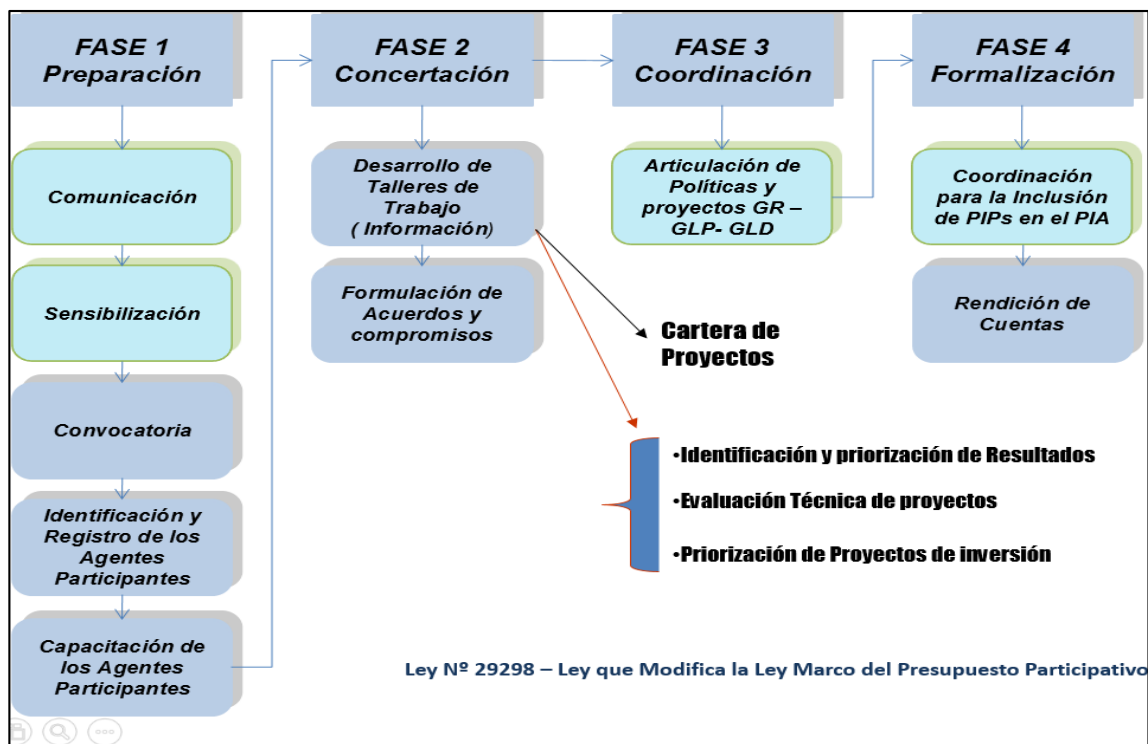 FASE 1
Preparación
Comunicación
Sensibilización
Convocatoria
Identificación y
Registro de los
Agentes
Participantes
Capacitación de
los Agentes
Participantes
FASE 2
Concertación
Desarrollo de
Talleres de
Trabajo
( Información)
Formulación de
Acuerdos y
compromisos
FASE 3
Coordinación
Articulación de
Políticas y
proyectos GR –
GLP- GLD
FASE 4
Formalización
Coordinación
para la Inclusión
de PIPs en el PIA
Rendición de
Cuentas
Cartera de
Proyectos
•Identificación y priorización de Resultados
•Evaluación Técnica de proyectos
•Priorización de Proyectos de inversión
Ley Nº 29298 – Ley que Modifica la Ley Marco del Presupuesto Participativo